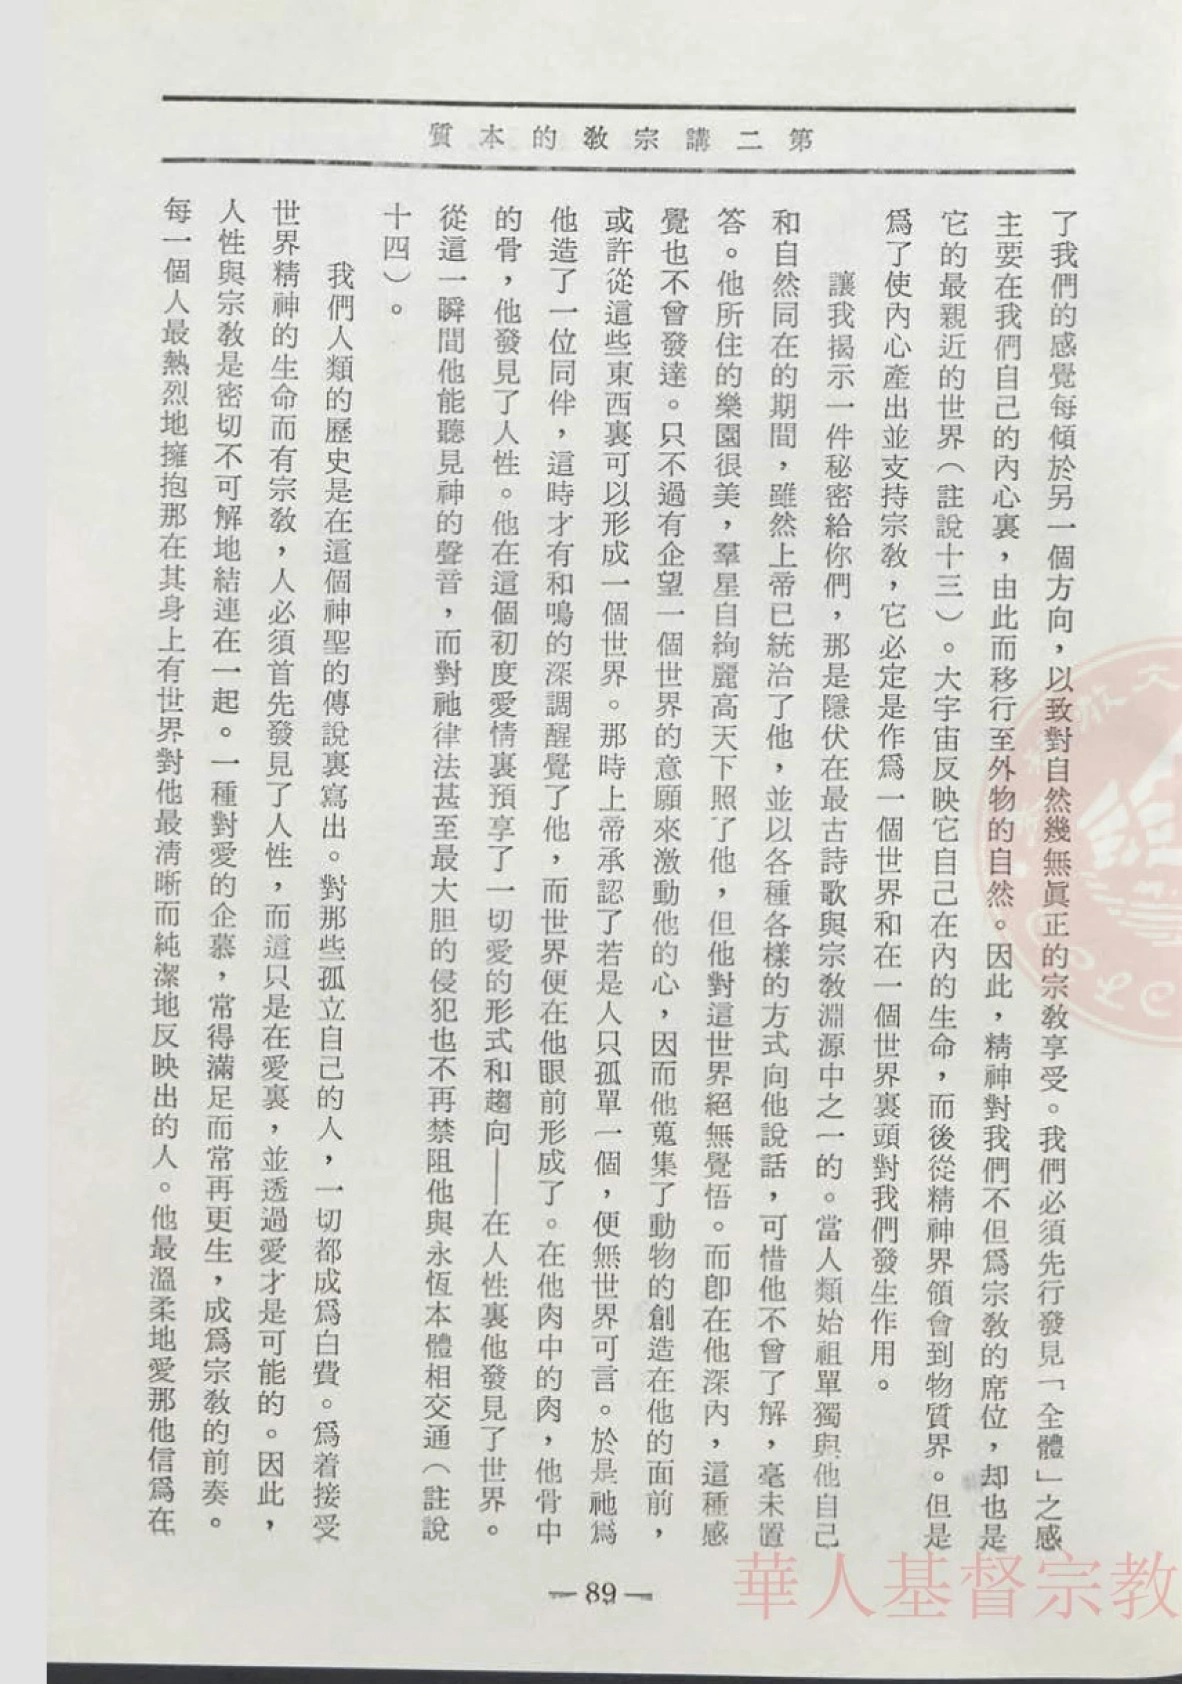 第二講宗教的本質
了我們的感覺每傾於另一個方向，以致對自然幾無眞正的宗教享受。我們必須先行發見「全體」之感
主要在我們自己的內心裏，由此而移行至外物的自然。因此，精神對我們不但爲宗教的席位，却也是
它的最親近的世界（註說十三）。大宇宙反映它自己在內的生命，而後從精神界領會到物質界。但是
爲了使內心產出並支持宗教，它必定是作爲一個世界和在一個世界裏頭對我們發生作用。
讓我揭示一件秘密給你們，那是隱伏在最古詩歌與宗教淵源中之一的。當人類始祖單獨與他自己
和自然同在的期間，雖然上帝已統治了他，並以各種各樣的方式向他說話，可惜他不曾了解，毫未置
答。他所住的樂園很美，羣星自絢麗高天下照了他，但他對這世界絕無覺悟。而卽在他深內，這種感
覺也不曾發達。只不過有企望一個世界的意願來激動他的心，因而他蒐集了動物的創造在他的面前，
或許從這些東西裏可以形成一個世界。那時上帝承認了若是人只孤單一個，便無世界可言。於是祂爲
他造了一位同伴，這時才有和鳴的深調醒覺了他，而世界便在他眼前形成了。在他肉中的肉，他骨中
的骨，他發見了人性。他在這個初度愛情裏預享了一切愛的形式和趨向——在人性裏他發見了世界。
從這一瞬間他能聽見神的聲音，而對祂律法甚至最大胆的侵犯也不再禁阻他與永恆本體相交通（註說
十四）。
我們人類的歷史是在這個神聖的傳說裏寫出。對那些孤立自己的人，一切都成爲白費。爲着接受
世界精神的生命而有宗教，人必須首先發見了人性，而這只是在愛裏，並透過愛才是可能的。因此，
人性與宗教是密切不可解地結連在一起。一種對愛的企慕，常得滿足而常再更生，成爲宗教的前奏。
每一個人最熱烈地擁抱那在其身上有世界對他最淸晰而純潔地反映出的人。他最溫柔地愛那他信爲在
—89—
華人基督宗教